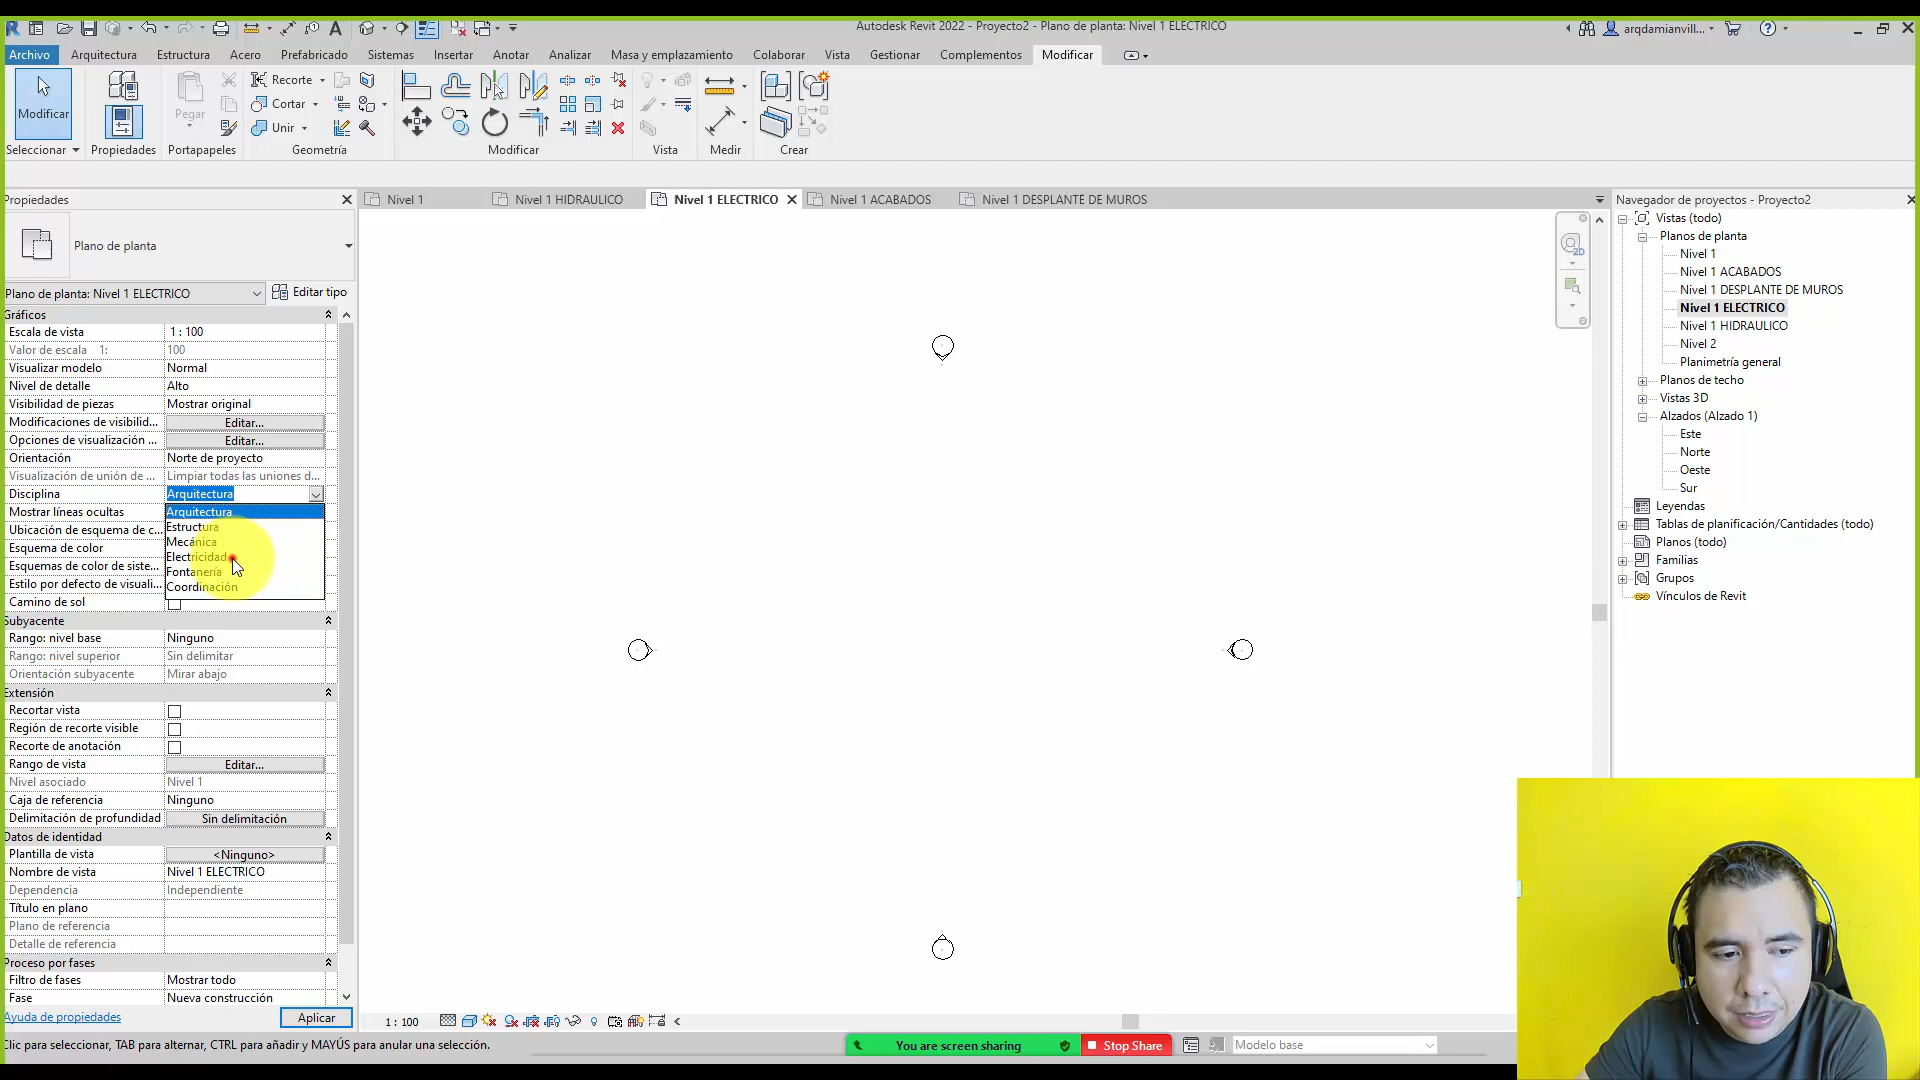 Autodesk Revit 2022 - Proyecto2 - Plano de planta: Nivel 1 ELECTRICO
arqdamianvill...
Archivo Arquitectura Estructura Acero Prefabricado Sistemas Insertar Anotar Analizar Masa y emplazamiento Colaborar Vista Gestionar Complementos Modificar
Modificar
Pegar
Recorte
Cortar
Unir
Seleccionar Propiedades Portapapeles Geometría Modificar Vista Medir Crear
Propiedades
Plano de planta
Plano de planta: Nivel 1 ELECTRICO
Editar tipo
Gráficos
Escala de vista 1 : 100
Valor de escala 1: 100
Visualizar modelo Normal
Nivel de detalle Alto
Visibilidad de piezas Mostrar original
Modificaciones de visibilid... Editar...
Opciones de visualización ... Editar...
Orientación Norte de proyecto
Visualización de unión de ... Limpiar todas las uniones d...
Disciplina Arquitectura
Mostrar líneas ocultas
Ubicación de esquema de c...
Esquema de color
Esquemas de color de siste...
Estilo por defecto de visuali...
Camino de sol
Arquitectura
Estructura
Mecánica
Electricidad
Fontanería
Coordinación
Subyacente
Rango: nivel base Ninguno
Rango: nivel superior Sin delimitar
Orientación subyacente Mirar abajo
Extensión
Recortar vista
Región de recorte visible
Recorte de anotación
Rango de vista Editar...
Nivel asociado Nivel 1
Caja de referencia Ninguno
Delimitación de profundidad Sin delimitación
Datos de identidad
Plantilla de vista <Ninguno>
Nombre de vista Nivel 1 ELECTRICO
Dependencia Independiente
Título en plano
Plano de referencia
Detalle de referencia
Proceso por fases
Filtro de fases Mostrar todo
Fase Nueva construcción
Ayuda de propiedades Aplicar
Nivel 1
Nivel 1 HIDRAULICO
Nivel 1 ELECTRICO
Nivel 1 ACABADOS
Nivel 1 DESPLANTE DE MUROS
2D
Navegador de proyectos - Proyecto2
Vistas (todo)
Planos de planta
Nivel 1
Nivel 1 ACABADOS
Nivel 1 DESPLANTE DE MUROS
Nivel 1 ELECTRICO
Nivel 1 HIDRAULICO
Nivel 2
Planimetría general
Planos de techo
Vistas 3D
Alzados (Alzado 1)
Este
Norte
Oeste
Sur
Leyendas
Tablas de planificación/Cantidades (todo)
Planos (todo)
Familias
Grupos
Vínculos de Revit
1 : 100
Clic para seleccionar, TAB para alternar, CTRL para añadir y MAYÚS para anular una selección.
You are screen sharing
Stop Share
Modelo base